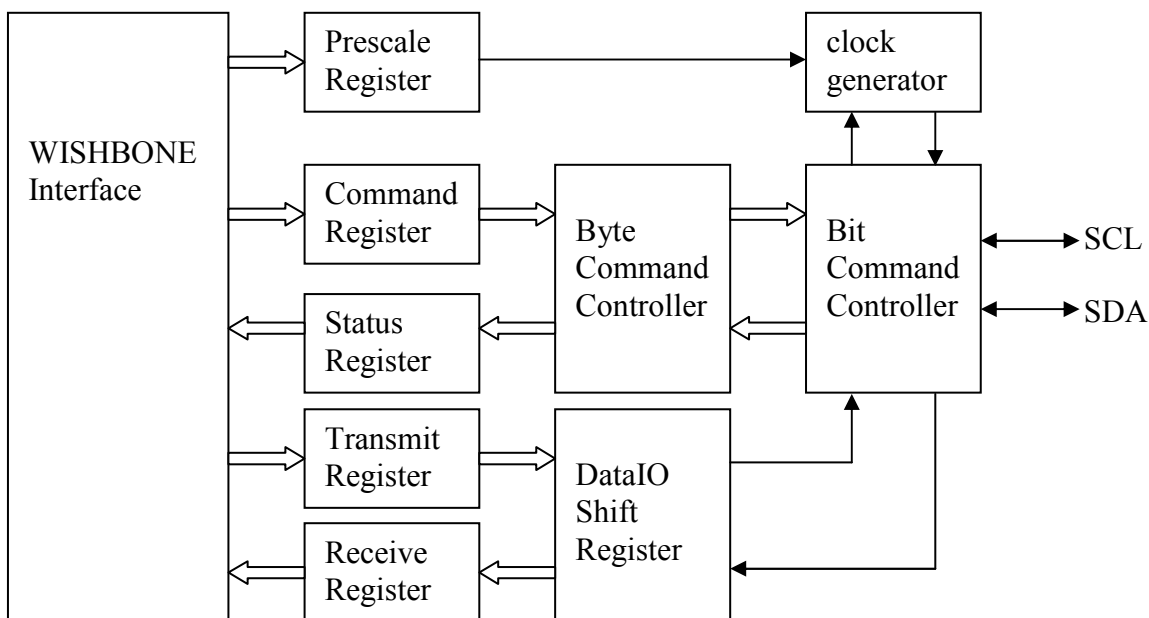 Prescale
Register
clock
generator
WISHBONE
Interface
Command
Register
Byte
Command
Controller
Bit
Command
Controller
SCL
SDA
Status
Register
Transmit
Register
DataIO
Shift
Register
Receive
Register